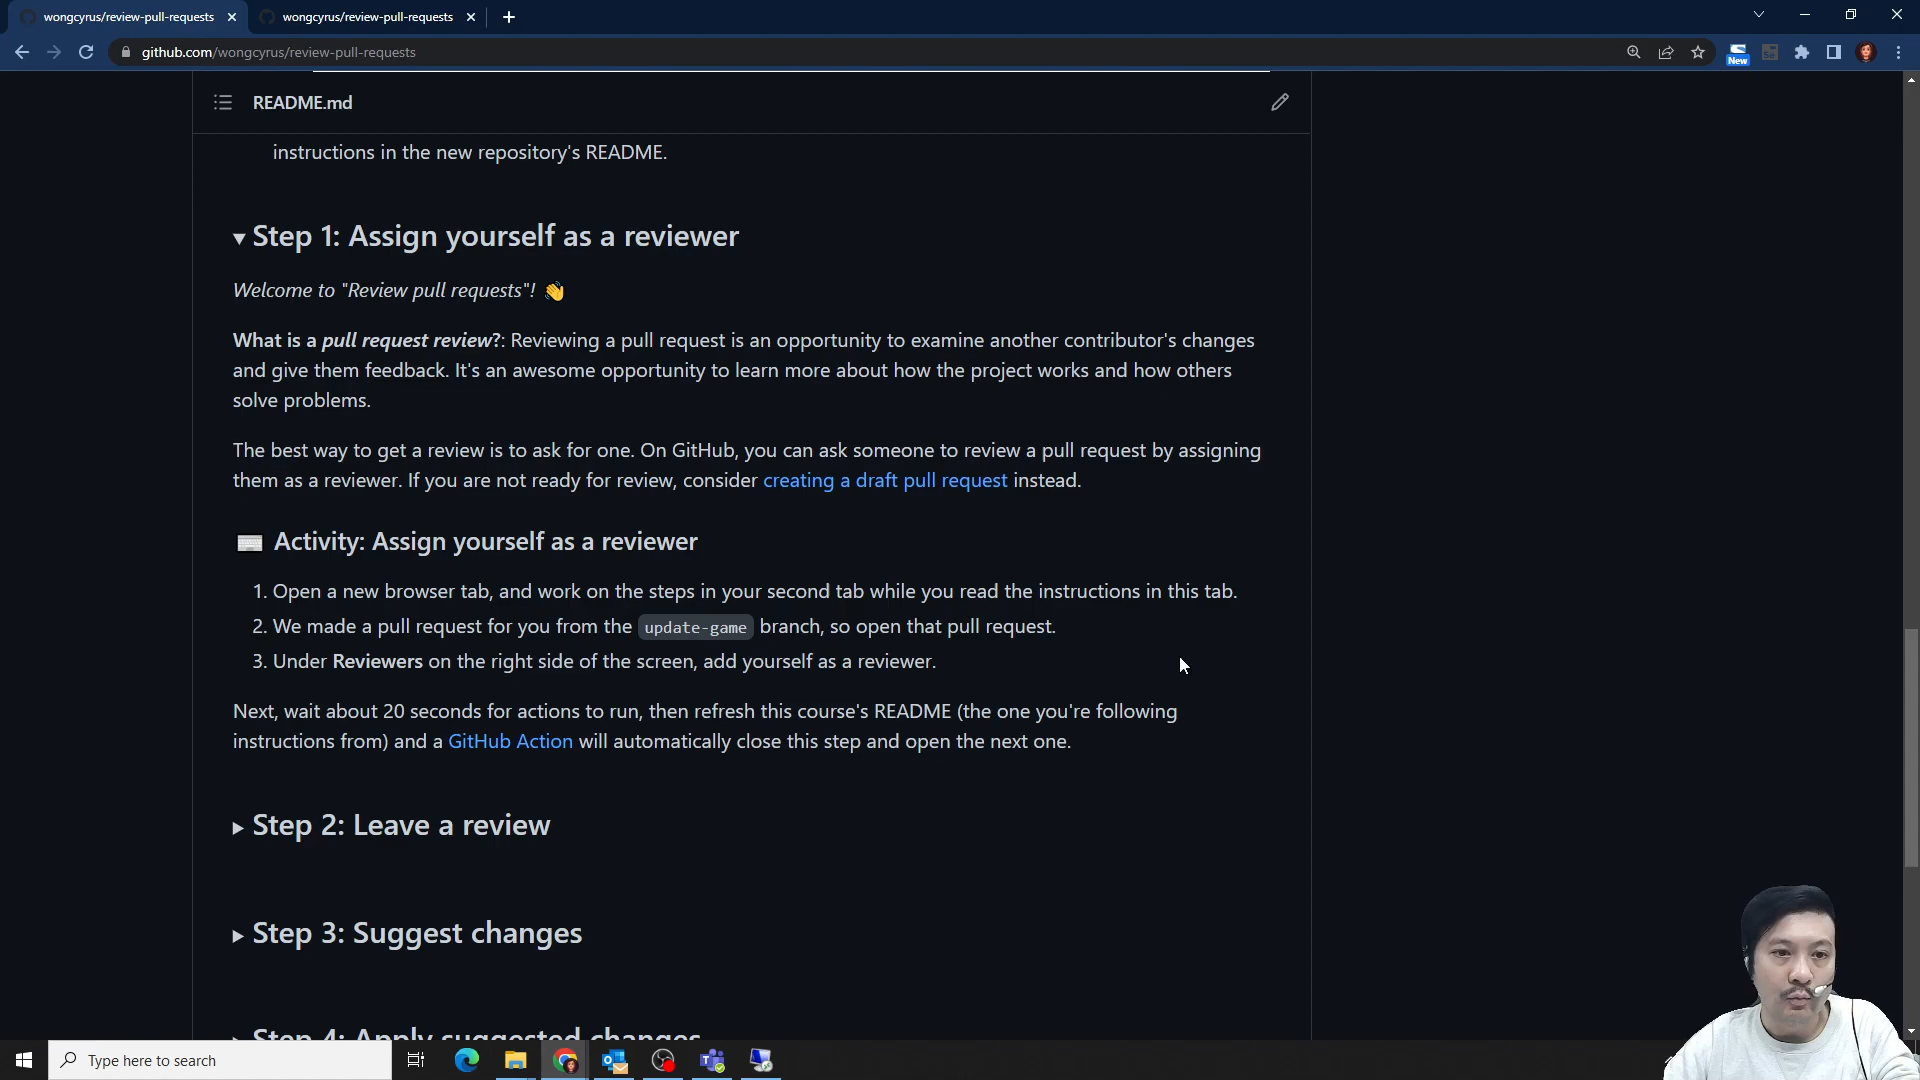 wongcyrus/review-pull-requests
wongcyrus/review-pull-requests
github.com/wongcyrus/review-pull-requests
New
README.md
instructions in the new repository's README.
Step 1: Assign yourself as a reviewer
Welcome to "Review pull requests"! 👋
What is a pull request review?: Reviewing a pull request is an opportunity to examine another contributor's changes
and give them feedback. It's an awesome opportunity to learn more about how the project works and how others
solve problems.
The best way to get a review is to ask for one. On GitHub, you can ask someone to review a pull request by assigning
them as a reviewer. If you are not ready for review, consider creating a draft pull request instead.
Activity: Assign yourself as a reviewer
1. Open a new browser tab, and work on the steps in your second tab while you read the instructions in this tab.
2. We made a pull request for you from the update-game branch, so open that pull request.
3. Under Reviewers on the right side of the screen, add yourself as a reviewer.
Next, wait about 20 seconds for actions to run, then refresh this course's README (the one you're following
instructions from) and a GitHub Action will automatically close this step and open the next one.
Step 2: Leave a review
Step 3: Suggest changes
Step 4: Apply suggested changes
Type here to search